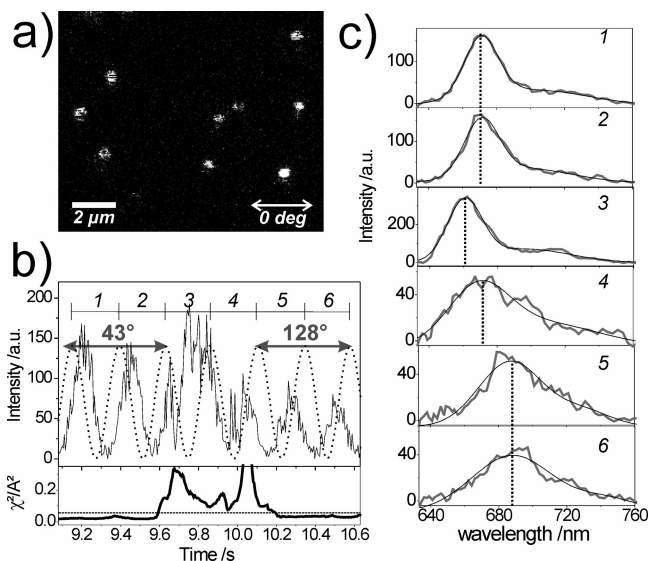 a)
2 µm
0 deg
b)
1 2 3 4 5 6
43°
128°
Intensity /a.u.
200
150
100
50
0
χ²/A²
0.2
0.0
9.2 9.4 9.6 9.8 10.0 10.2 10.4 10.6
Time /s
c)
Intensity /a.u.
1
100
0
2
100
0
3
200
0
4
40
0
5
40
0
6
40
0
640 680 720 760
wavelength /nm